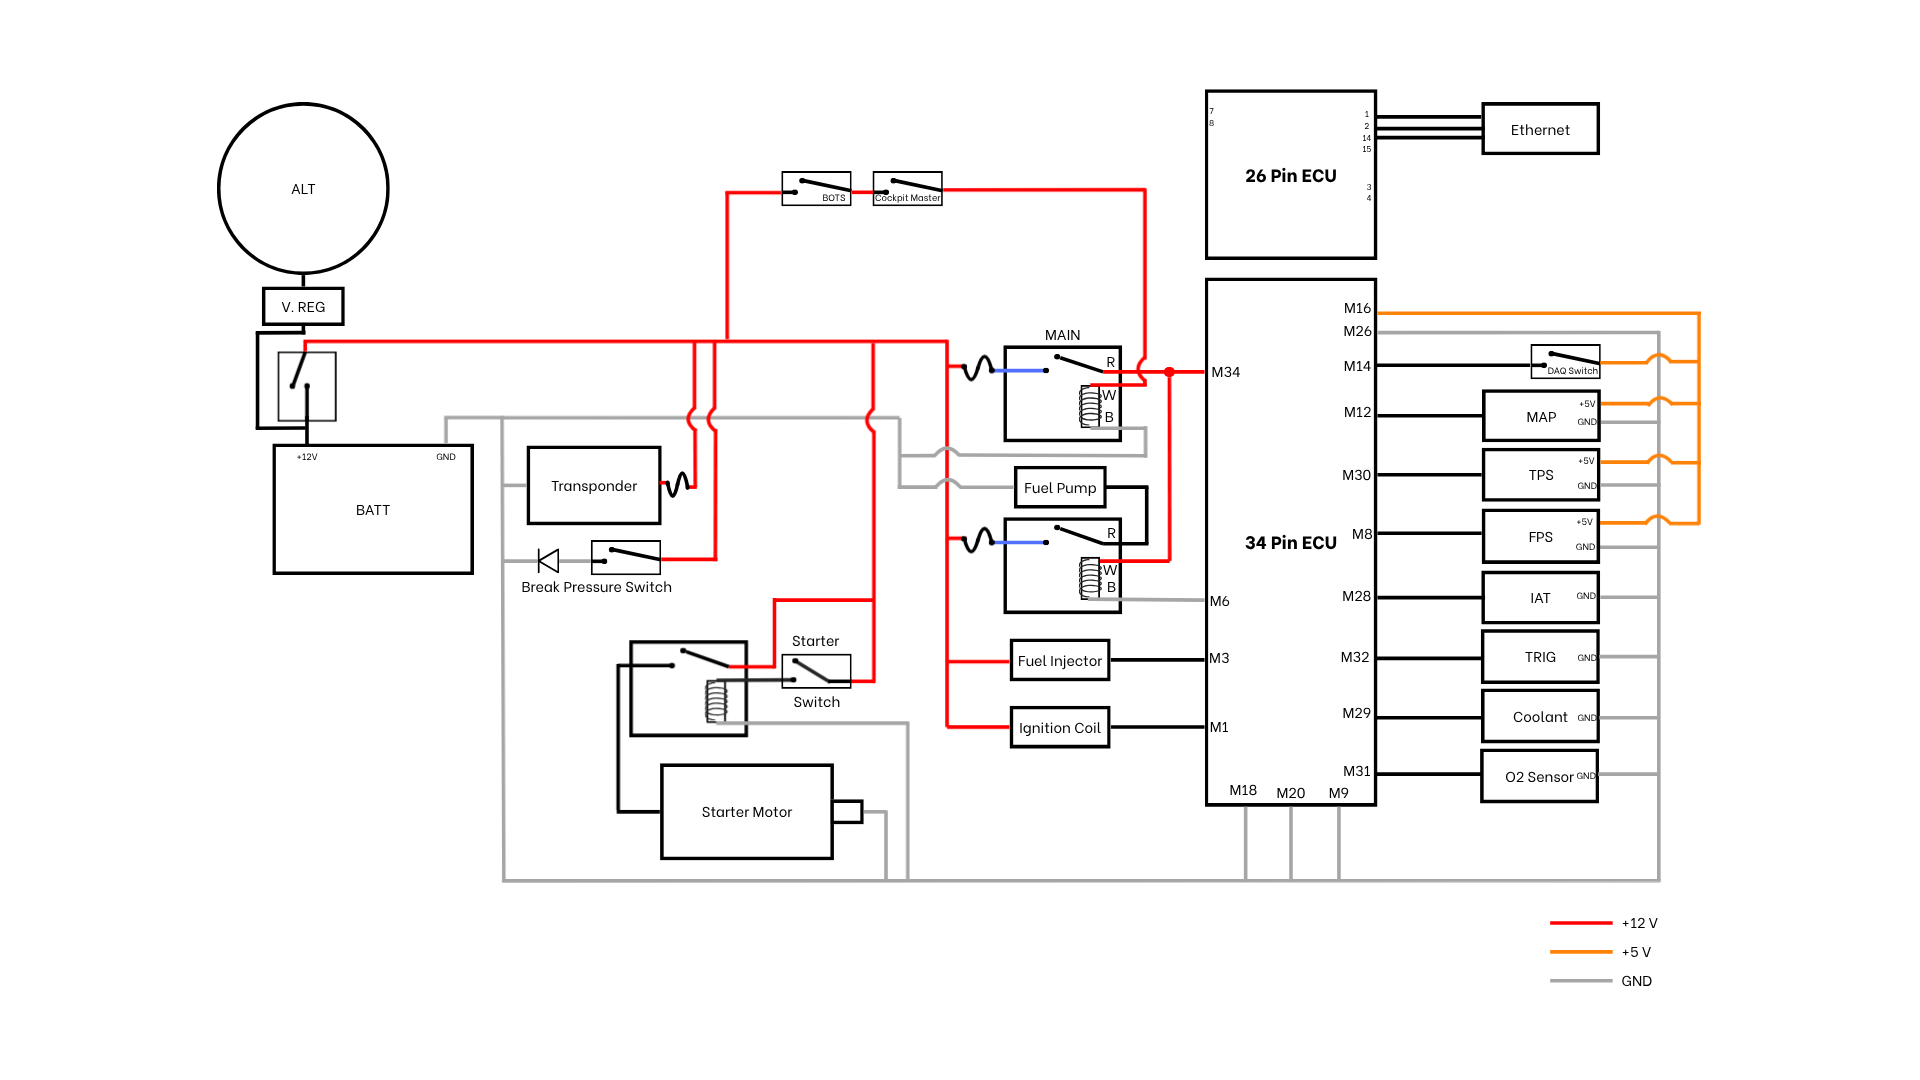 ALT
V. REG
+12V
GND
BATT
Transponder
Break Pressure Switch
BOTS
Cockpit Master
Starter
Switch
Starter Motor
MAIN
R
W
B
Fuel Pump
R
W
B
Fuel Injector
Ignition Coil
7
8
1
2
14
15
3
4
26 Pin ECU
Ethernet
M34
M6
M3
M1
34 Pin ECU
M16
M26
M14
M12
M30
M8
M28
M32
M29
M31
M18
M20
M9
DAQ Switch
MAP
+5V
GND
TPS
+5V
GND
FPS
+5V
GND
IAT
GND
TRIG
GND
Coolant
GND
O2 Sensor
GND
+12 V
+5 V
GND